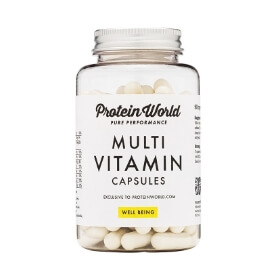 Protein World
PURE PERFORMANCE
MULTI
VITAMIN
CAPSULES
EXCLUSIVE TO PROTEINWORLD.COM
WELL BEING